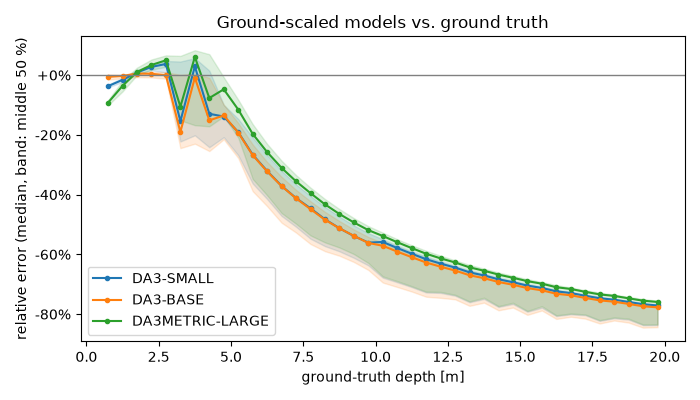 Ground-scaled models vs. ground truth
relative error (median, band: middle 50 %)
+0%
-20%
-40%
-60%
-80%
DA3-SMALL
DA3-BASE
DA3METRIC-LARGE
0.0 2.5 5.0 7.5 10.0 12.5 15.0 17.5 20.0
ground-truth depth [m]